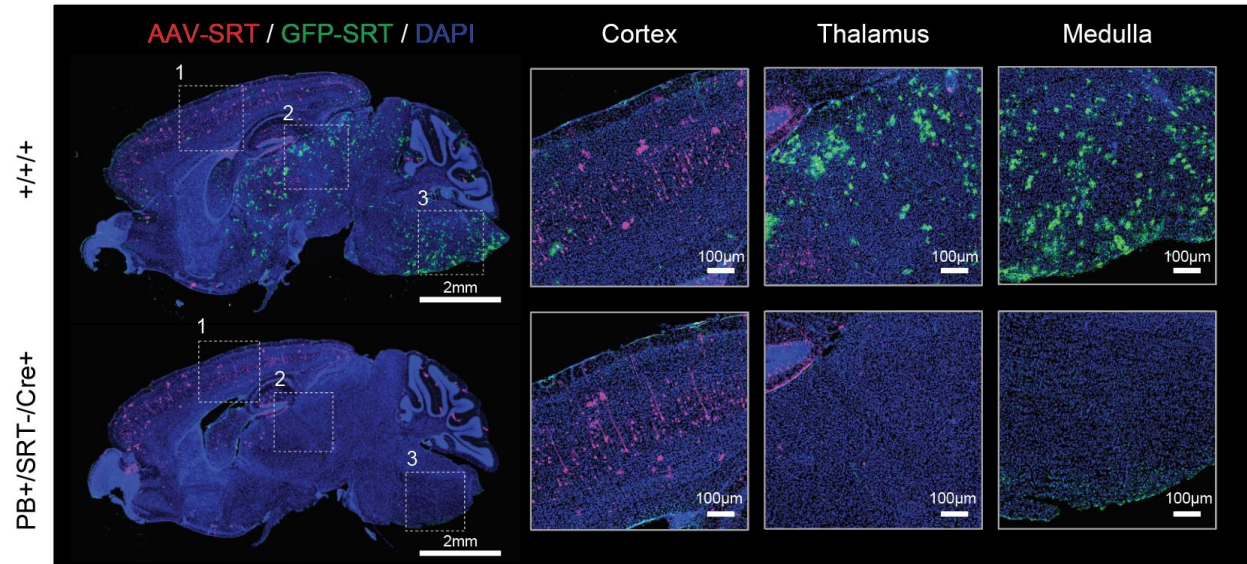 AAV-SRT / GFP-SRT / DAPI
Cortex
Thalamus
Medulla
+/+/+
1
2
3
2mm
100µm
100µm
100µm
PB+/SRT-/Cre+
1
2
3
2mm
100µm
100µm
100µm